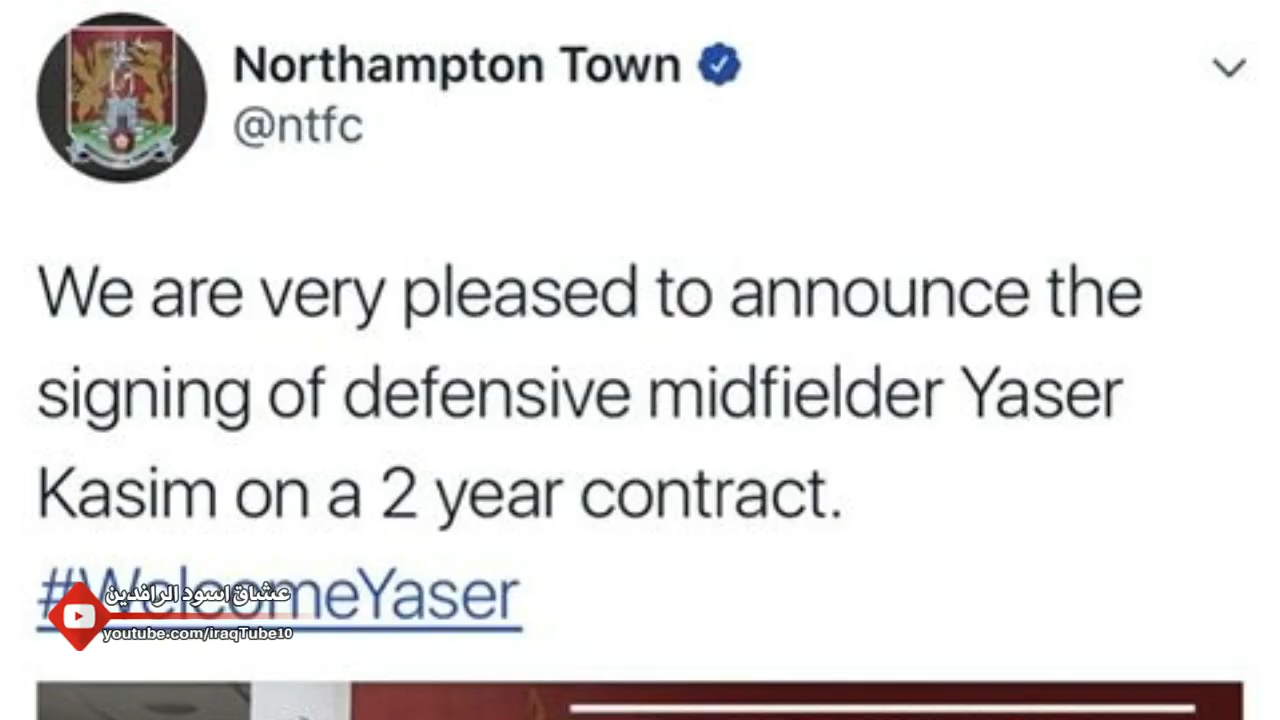 Northampton Town
@ntfc
We are very pleased to announce the
signing of defensive midfielder Yaser
Kasim on a 2 year contract.
#WelcomeYaser
عشاق اسود الرافدين
youtube.com/iraqTube10